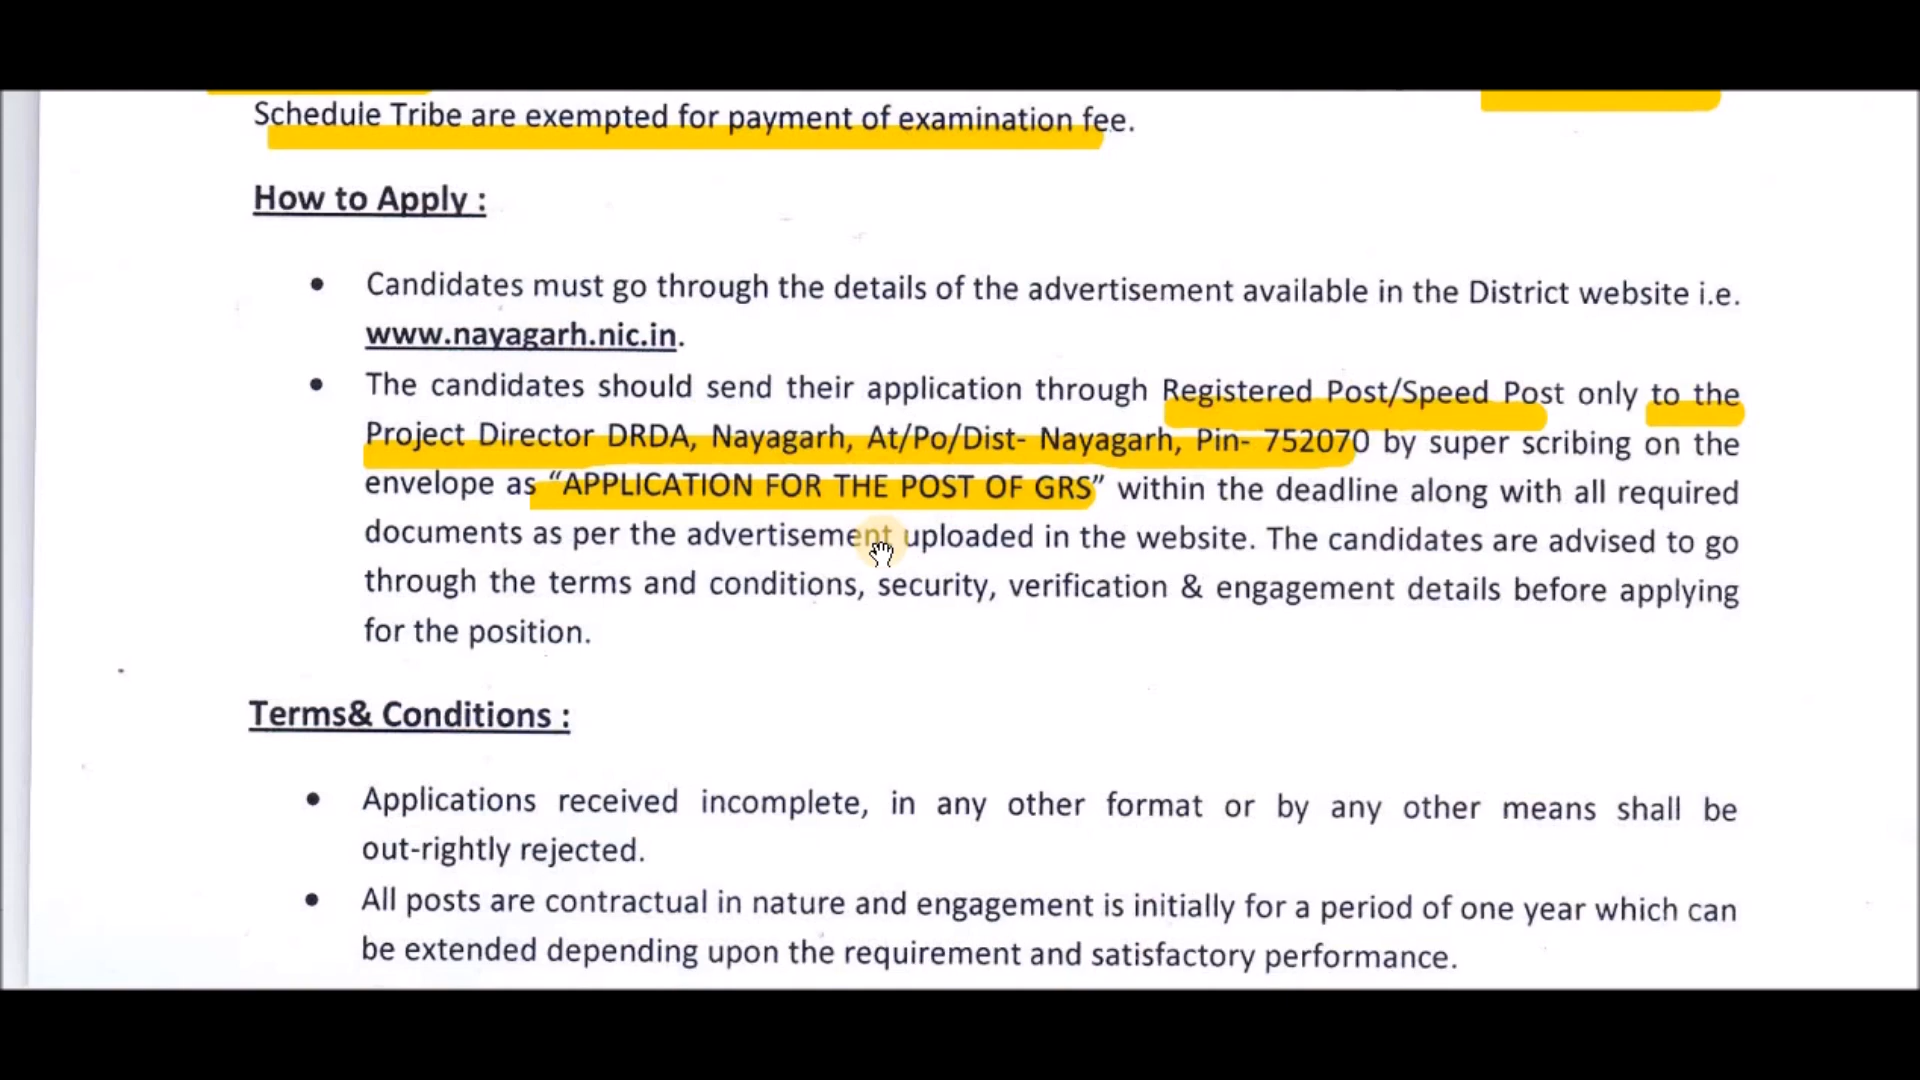 Schedule Tribe are exempted for payment of examination fee.
How to Apply :
• Candidates must go through the details of the advertisement available in the District website i.e.
www.nayagarh.nic.in.
• The candidates should send their application through Registered Post/Speed Post only to the
Project Director DRDA, Nayagarh, At/Po/Dist- Nayagarh, Pin- 752070 by super scribing on the
envelope as “APPLICATION FOR THE POST OF GRS” within the deadline along with all required
documents as per the advertisement uploaded in the website. The candidates are advised to go
through the terms and conditions, security, verification & engagement details before applying
for the position.
Terms& Conditions :
• Applications received incomplete, in any other format or by any other means shall be
out-rightly rejected.
• All posts are contractual in nature and engagement is initially for a period of one year which can
be extended depending upon the requirement and satisfactory performance.